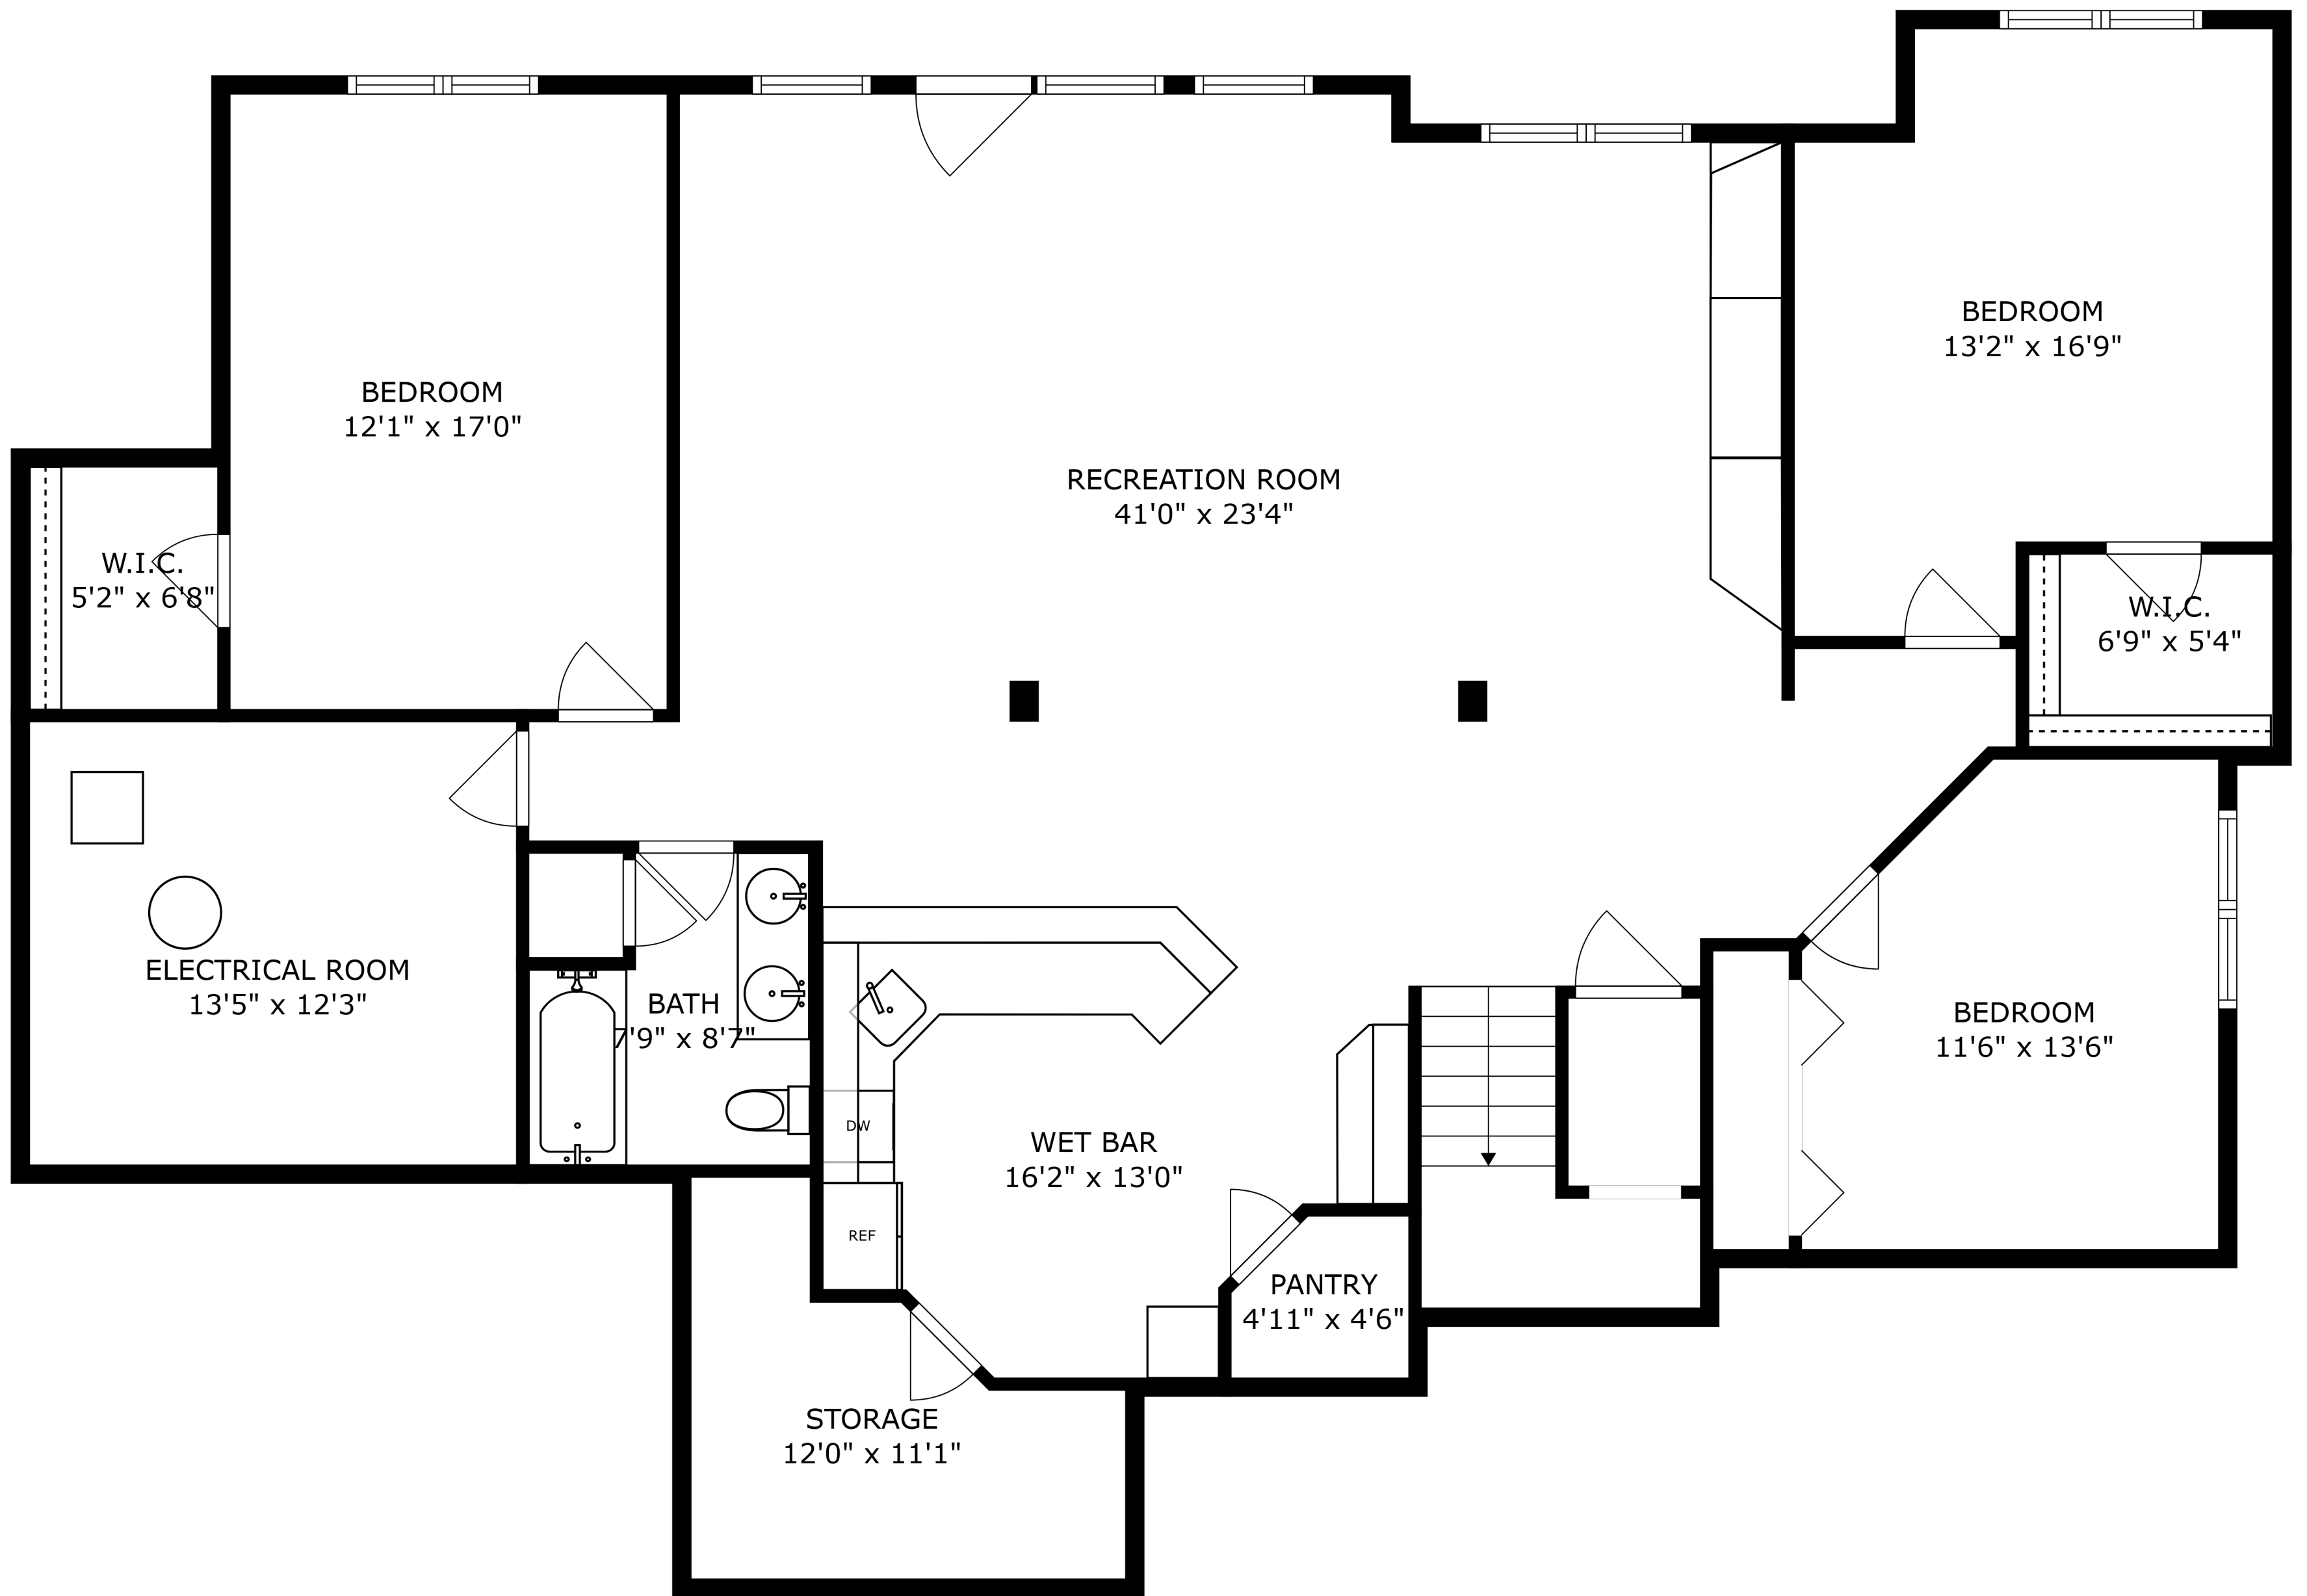 BEDROOM
13'2" x 16'9"
BEDROOM
12'1" x 17'0"
RECREATION ROOM
41'0" x 23'4"
W.I.C.
5'2" x 6'8"
W.I.C.
6'9" x 5'4"
ELECTRICAL ROOM
13'5" x 12'3"
BATH
7'9" x 8'7"
BEDROOM
11'6" x 13'6"
DW
WET BAR
16'2" x 13'0"
REF
PANTRY
4'11" x 4'6"
STORAGE
12'0" x 11'1"